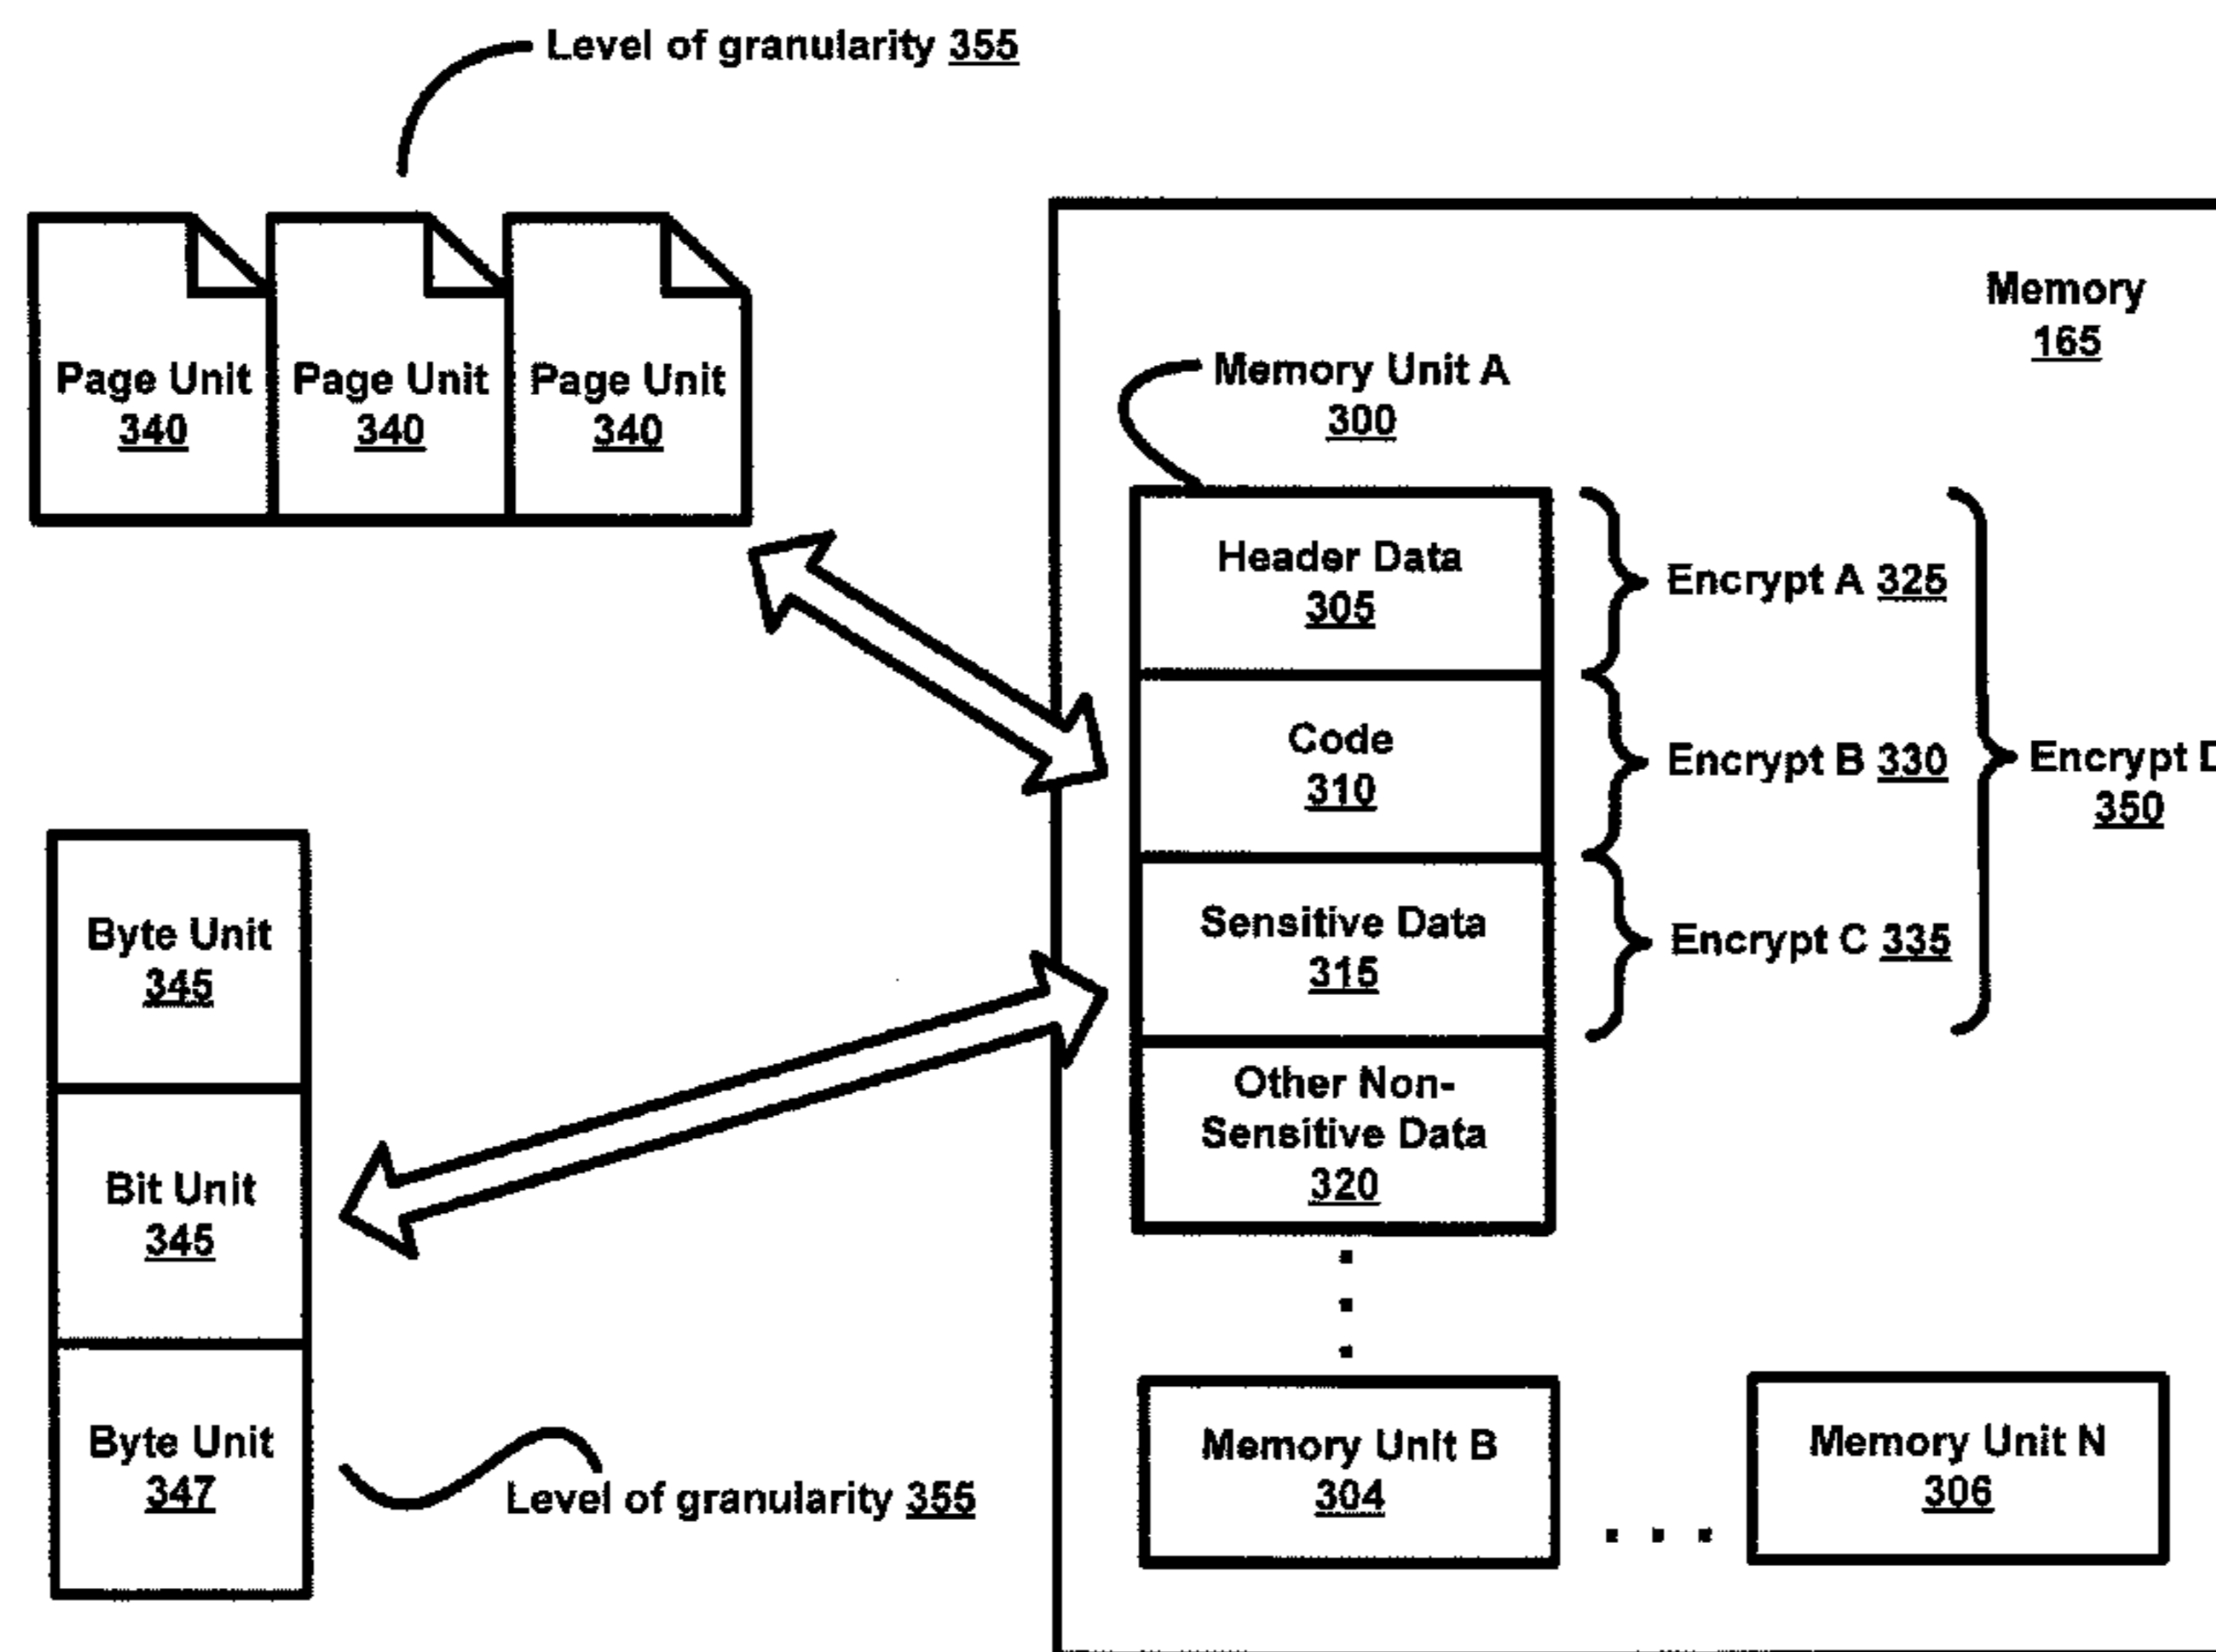 Level of granularity 355
Page Unit
340
Page Unit
340
Page Unit
340
Memory
165
Memory Unit A
300
Header Data
305
Encrypt A 325
Code
310
Encrypt B 330
Encrypt D
350
Sensitive Data
315
Encrypt C 335
Other Non-
Sensitive Data
320
Byte Unit
345
Bit Unit
345
Byte Unit
347
Level of granularity 355
Memory Unit B
304
Memory Unit N
306